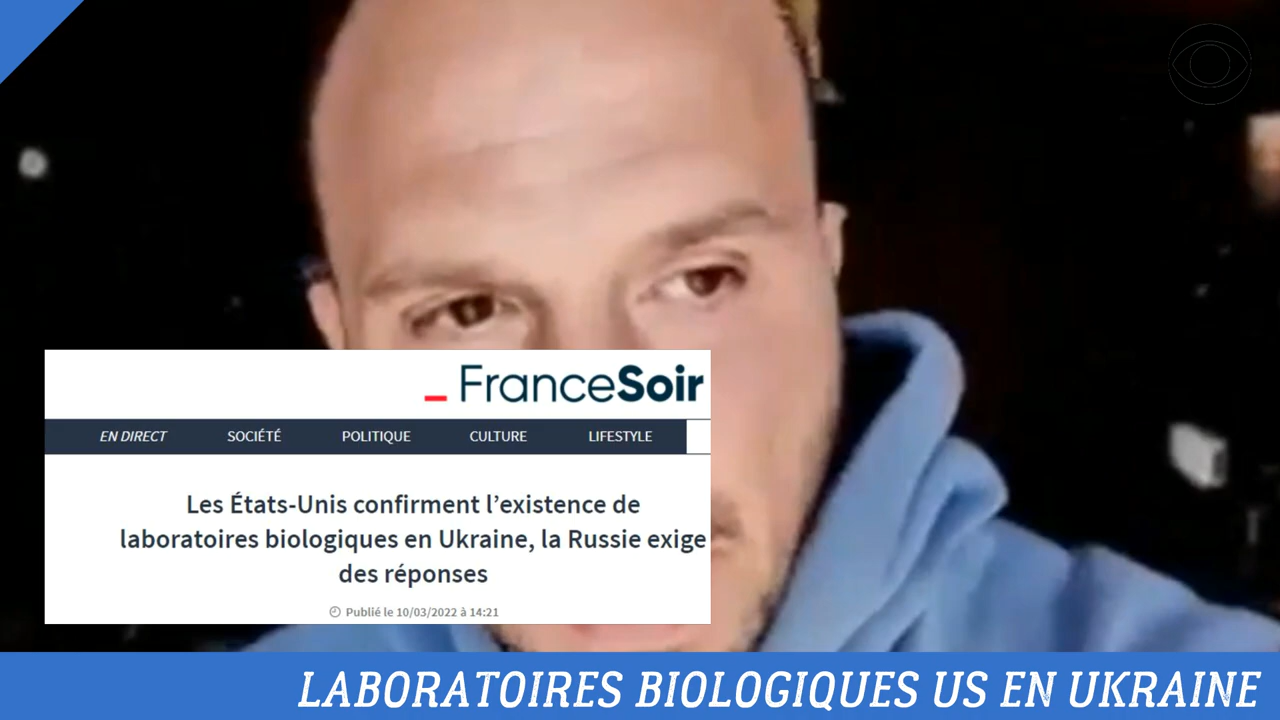 FranceSoir
EN DIRECT SOCIÉTÉ POLITIQUE CULTURE LIFESTYLE
Les États-Unis confirment l’existence de
laboratoires biologiques en Ukraine, la Russie exige
des réponses
Publié le 10/03/2022 à 14:21
LABORATOIRES BIOLOGIQUES US EN UKRAINE